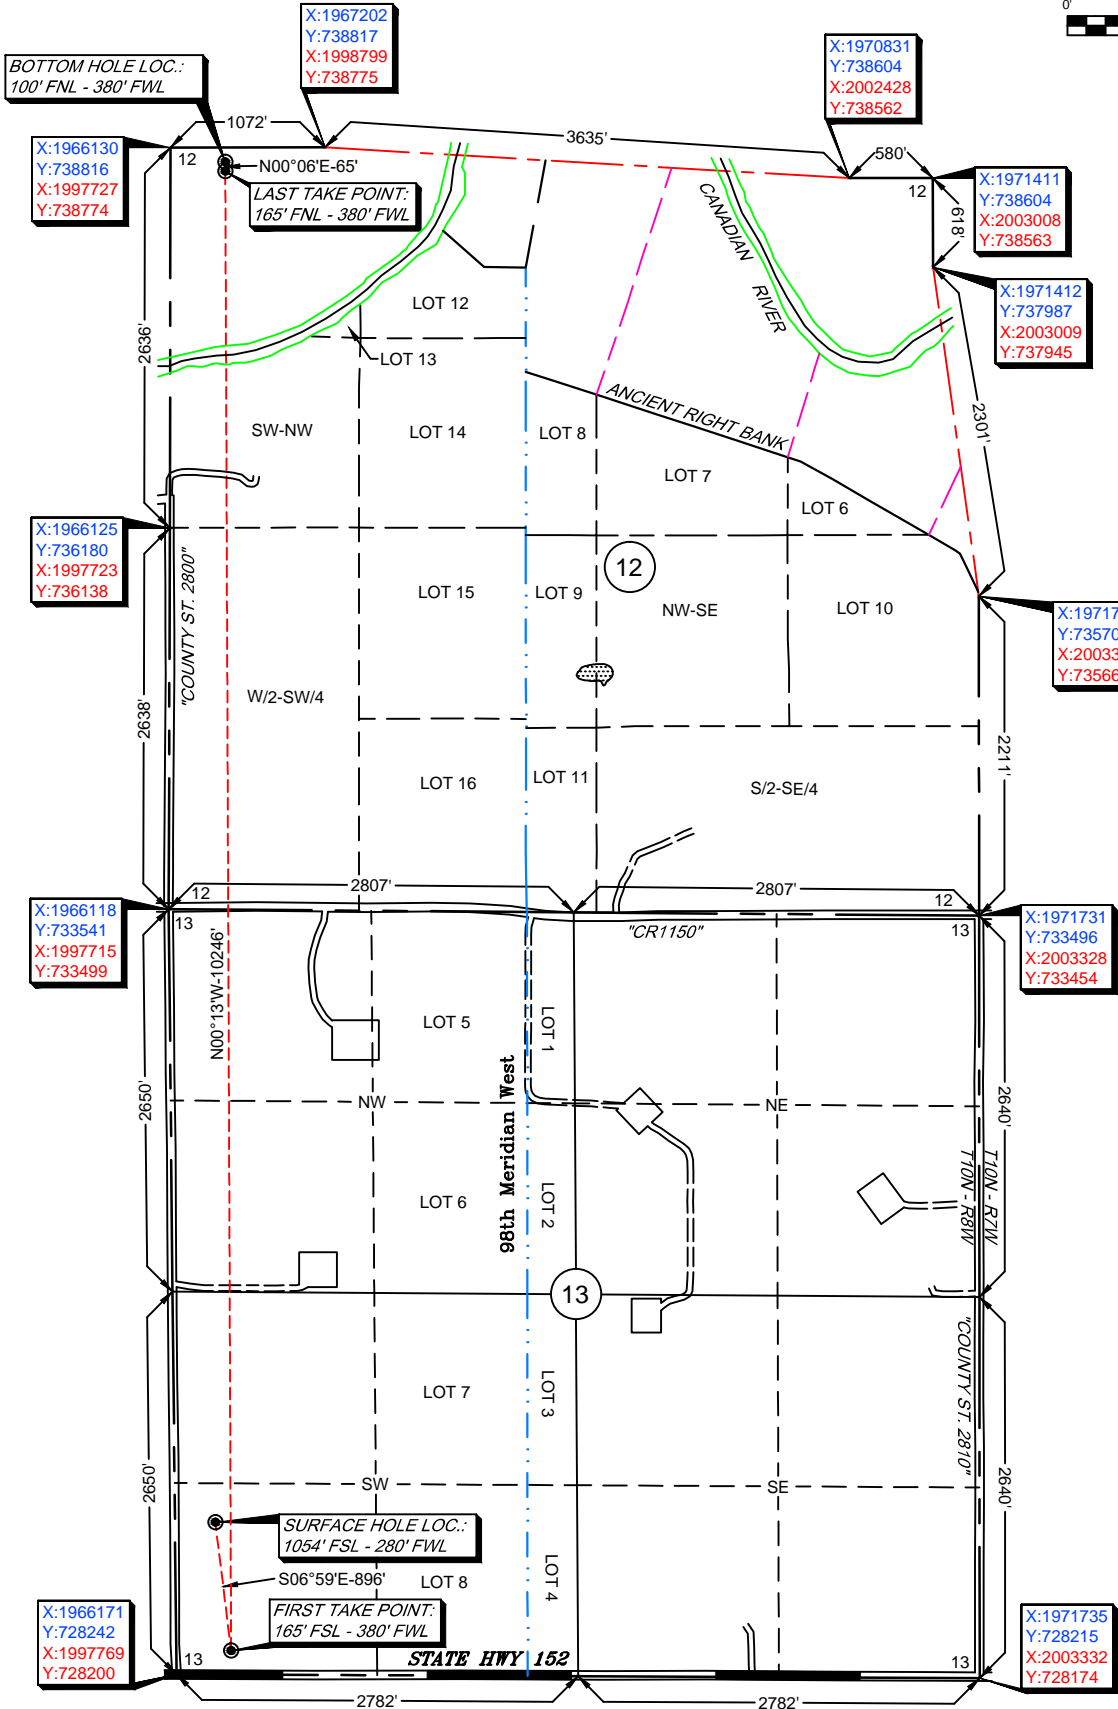 0'
X:1967202
Y:738817
X:1998799
Y:738775
X:1970831
Y:738604
X:2002428
Y:738562
BOTTOM HOLE LOC.:
100' FNL - 380' FWL
1072'
3635'
580'
X:1966130
Y:738816
X:1997727
Y:738774
12
N00°06'E-65'
LAST TAKE POINT:
165' FNL - 380' FWL
12
X:1971411
Y:738604
X:2003008
Y:738563
618'
CANADIAN
RIVER
X:1971412
Y:737987
X:2003009
Y:737945
LOT 12
LOT 13
2636'
2301'
ANCIENT RIGHT BANK
SW-NW
LOT 14
LOT 8
LOT 7
LOT 6
X:1966125
Y:736180
X:1997723
Y:736138
"COUNTY ST. 2800"
12
LOT 15
LOT 9
NW-SE
LOT 10
X:19717
Y:73570
X:20033
Y:73566
W/2-SW/4
2638'
2211'
LOT 16
LOT 11
S/2-SE/4
12
2807'
2807'
12
X:1966118
Y:733541
X:1997715
Y:733499
13
"CR1150"
13
X:1971731
Y:733496
X:2003328
Y:733454
N00°13'W-10246'
LOT 5
LOT 1
98th Meridian West
2650'
NW
NE
2640'
T10N - R8W
T10N - R7W
LOT 6
LOT 2
13
LOT 7
LOT 3
"COUNTY ST. 2810"
2650'
SW
SE
2640'
SURFACE HOLE LOC.:
1054' FSL - 280' FWL
S06°59'E-896'
LOT 8
LOT 4
FIRST TAKE POINT:
165' FSL - 380' FWL
X:1966171
Y:728242
X:1997769
Y:728200
13
STATE HWY 152
13
X:1971735
Y:728215
X:2003332
Y:728174
2782'
2782'